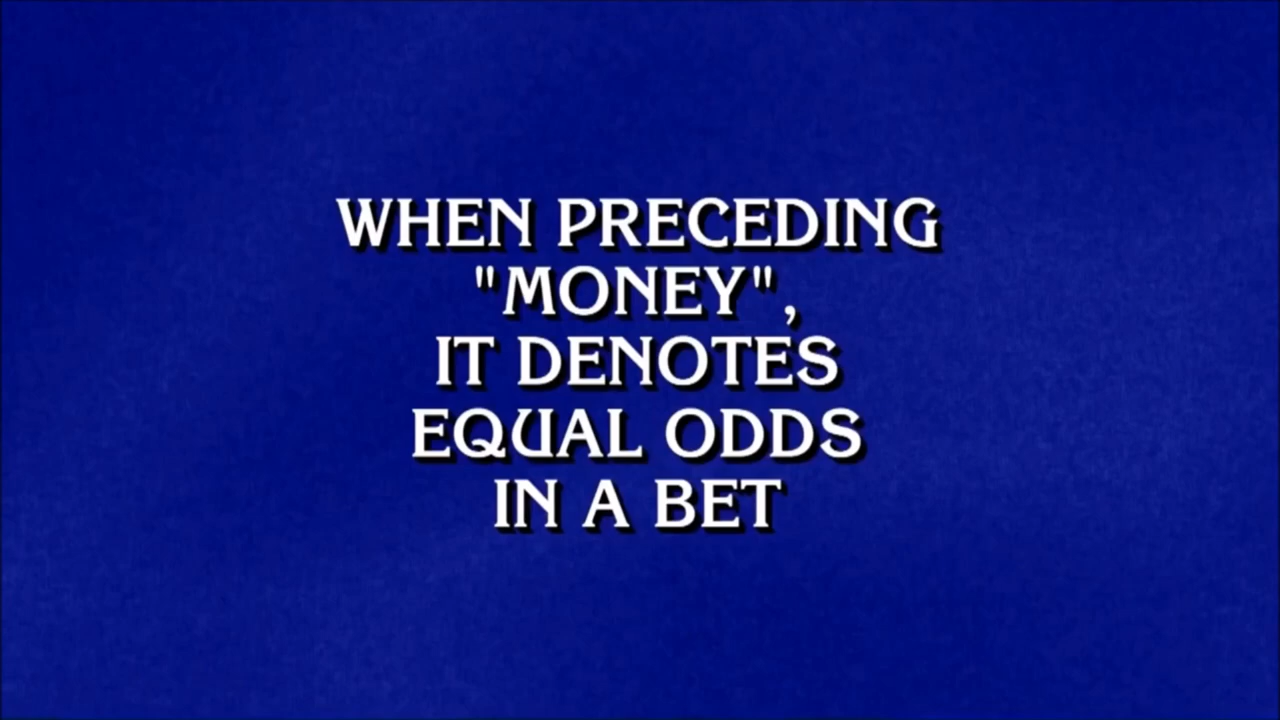 WHEN PRECEDING
"MONEY",
IT DENOTES
EQUAL ODDS
IN A BET